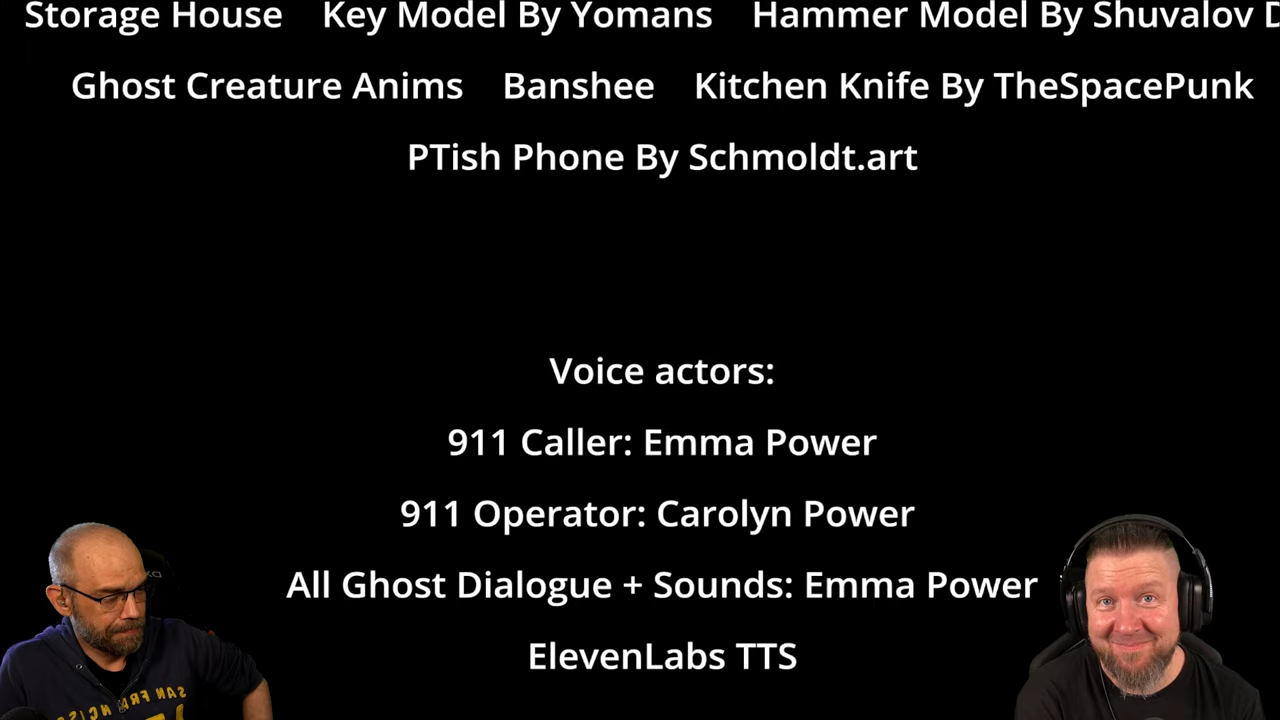 Storage House Key Model By Yomans Hammer Model By Shuvalov D
Ghost Creature Anims Banshee Kitchen Knife By TheSpacePunk
PTish Phone By Schmoldt.art
Voice actors:
911 Caller: Emma Power
911 Operator: Carolyn Power
All Ghost Dialogue + Sounds: Emma Power
ElevenLabs TTS
SAN FRANCISC